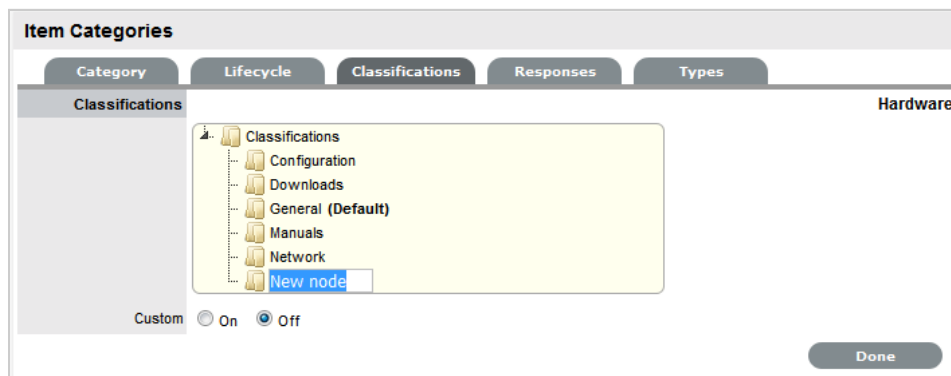 Item Categories
Category Lifecycle Classifications Responses Types
Classifications Hardware
Classifications
Configuration
Downloads
General (Default)
Manuals
Network
New node
Custom On Off
Done